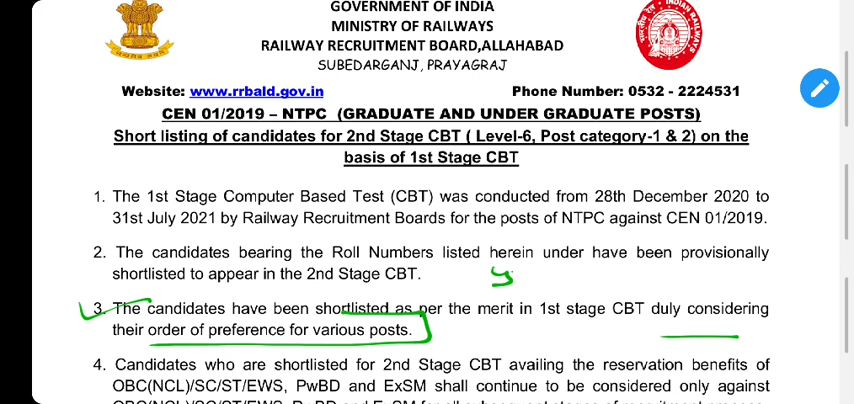 GOVERNMENT OF INDIA
MINISTRY OF RAILWAYS
RAILWAY RECRUITMENT BOARD,ALLAHABAD
SUBEDARGANJ, PRAYAGRAJ
Website: www.rrbald.gov.in Phone Number: 0532 - 2224531
CEN 01/2019 – NTPC (GRADUATE AND UNDER GRADUATE POSTS)
Short listing of candidates for 2nd Stage CBT ( Level-6, Post category-1 & 2) on the
basis of 1st Stage CBT
1. The 1st Stage Computer Based Test (CBT) was conducted from 28th December 2020 to
31st July 2021 by Railway Recruitment Boards for the posts of NTPC against CEN 01/2019.
2. The candidates bearing the Roll Numbers listed herein under have been provisionally
shortlisted to appear in the 2nd Stage CBT.
3. The candidates have been shortlisted as per the merit in 1st stage CBT duly considering
their order of preference for various posts.
4. Candidates who are shortlisted for 2nd Stage CBT availing the reservation benefits of
OBC(NCL)/SC/ST/EWS, PwBD and ExSM shall continue to be considered only against